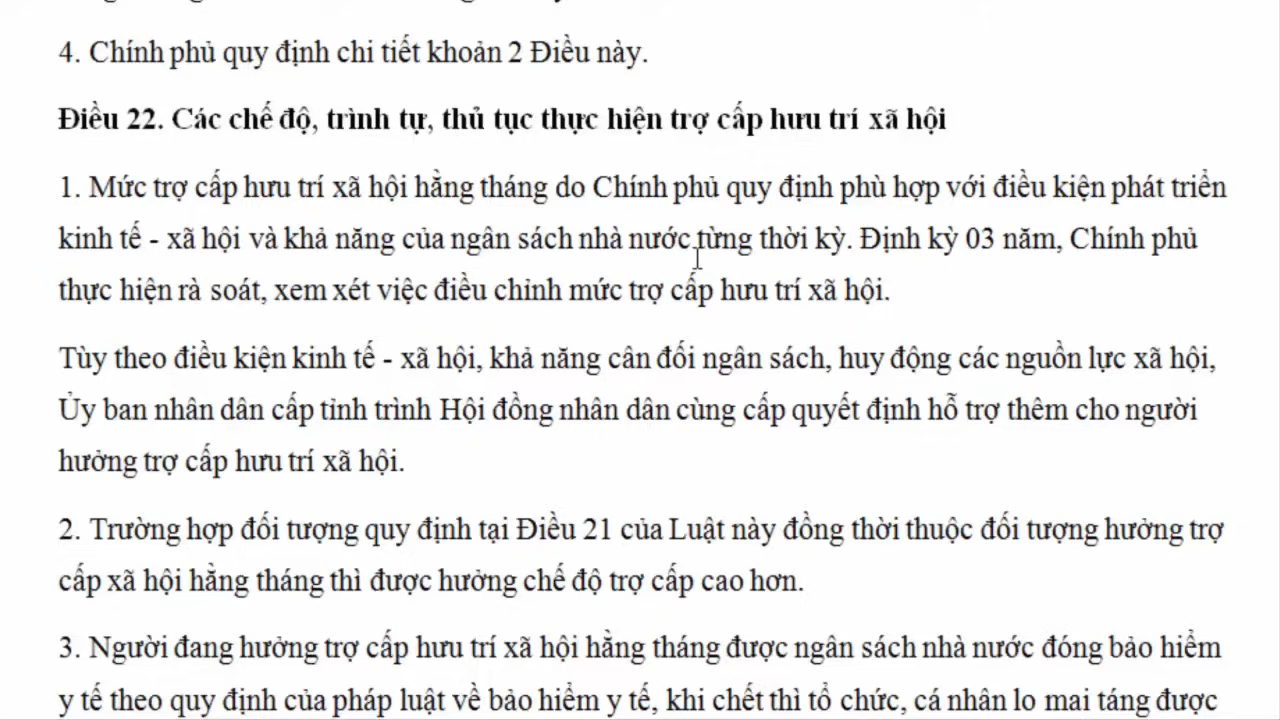 4. Chính phủ quy định chi tiết khoản 2 Điều này.
Điều 22. Các chế độ, trình tự, thủ tục thực hiện trợ cấp hưu trí xã hội
1. Mức trợ cấp hưu trí xã hội hằng tháng do Chính phủ quy định phù hợp với điều kiện phát triển
kinh tế - xã hội và khả năng của ngân sách nhà nước từng thời kỳ. Định kỳ 03 năm, Chính phủ
thực hiện rà soát, xem xét việc điều chỉnh mức trợ cấp hưu trí xã hội.
Tùy theo điều kiện kinh tế - xã hội, khả năng cân đối ngân sách, huy động các nguồn lực xã hội,
Ủy ban nhân dân cấp tỉnh trình Hội đồng nhân dân cùng cấp quyết định hỗ trợ thêm cho người
hưởng trợ cấp hưu trí xã hội.
2. Trường hợp đối tượng quy định tại Điều 21 của Luật này đồng thời thuộc đối tượng hưởng trợ
cấp xã hội hằng tháng thì được hưởng chế độ trợ cấp cao hơn.
3. Người đang hưởng trợ cấp hưu trí xã hội hằng tháng được ngân sách nhà nước đóng bảo hiểm
y tế theo quy định của pháp luật về bảo hiểm y tế, khi chết thì tổ chức, cá nhân lo mai táng được